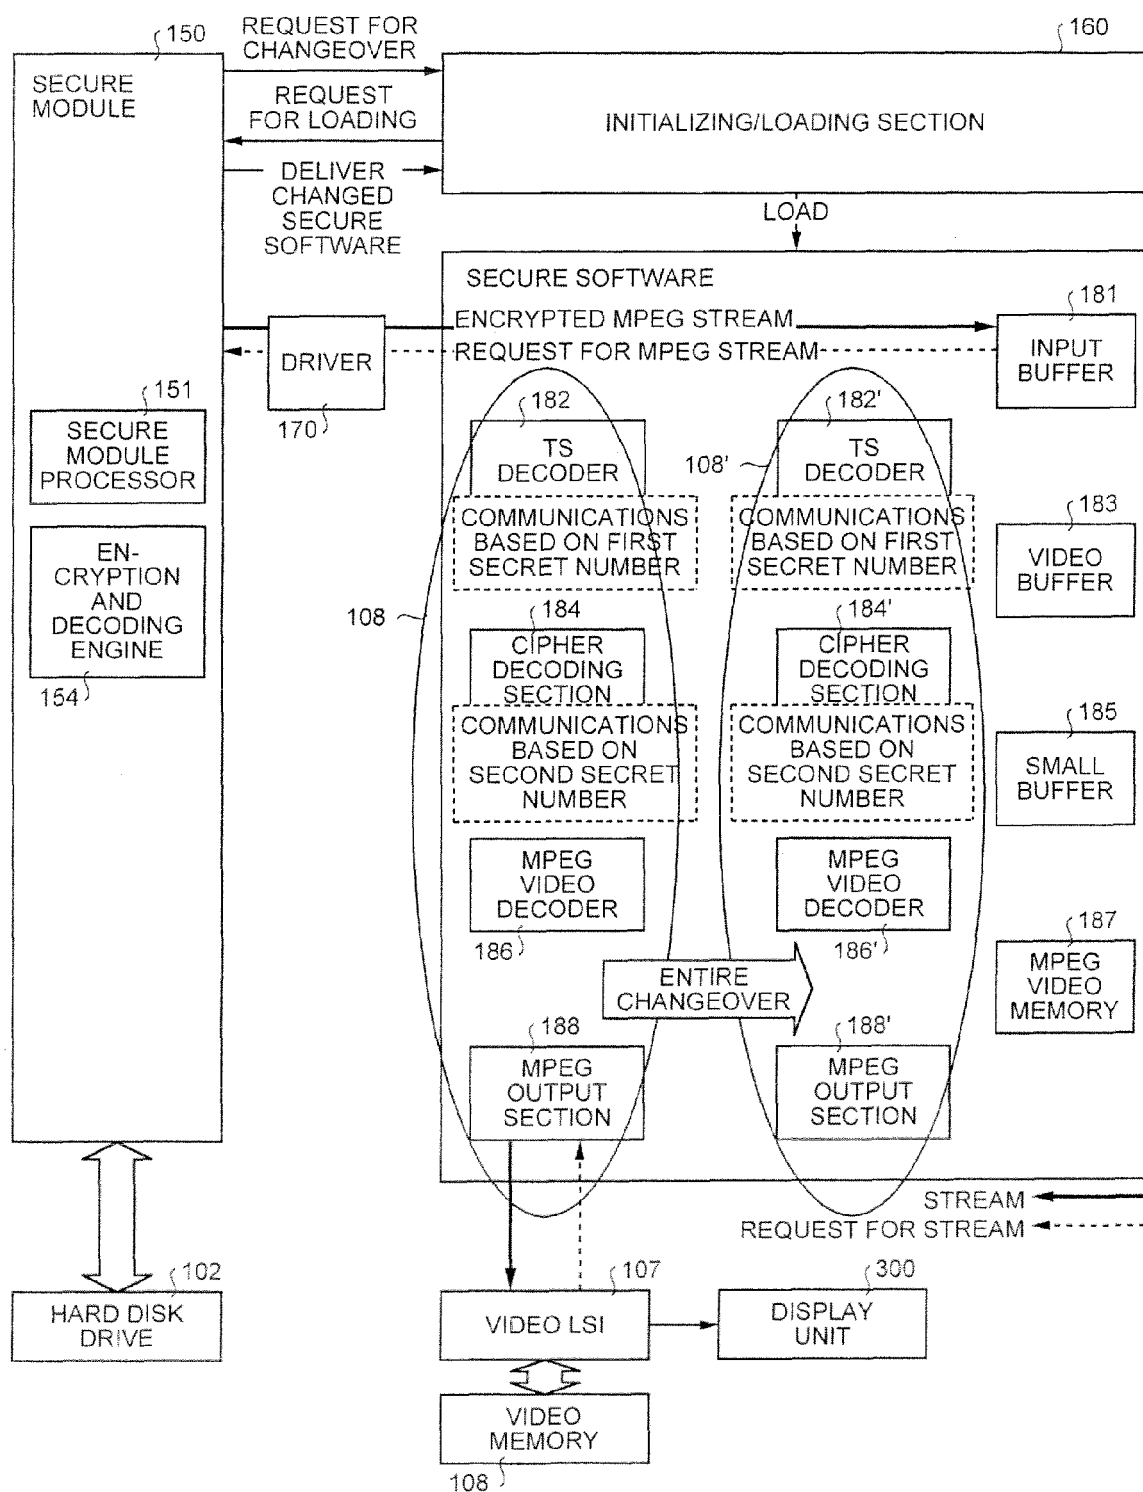 150
REQUEST FOR
CHANGEOVER
160
SECURE
MODULE
REQUEST
FOR LOADING
INITIALIZING/LOADING SECTION
DELIVER
CHANGED
SECURE
SOFTWARE
LOAD
SECURE SOFTWARE
ENCRYPTED MPEG STREAM
REQUEST FOR MPEG STREAM
181
INPUT
BUFFER
DRIVER
170
151
SECURE
MODULE
PROCESSOR
EN-
CRYPTION
AND
DECODING
ENGINE
154
108
182
TS
DECODER
COMMUNICATIONS
BASED ON FIRST
SECRET NUMBER
184
CIPHER
DECODING
SECTION
COMMUNICATIONS
BASED ON
SECOND SECRET
NUMBER
MPEG
VIDEO
DECODER
186
ENTIRE
CHANGEOVER
188
MPEG
OUTPUT
SECTION
108'
182'
TS
DECODER
COMMUNICATIONS
BASED ON FIRST
SECRET NUMBER
184'
CIPHER
DECODING
SECTION
COMMUNICATIONS
BASED ON
SECOND SECRET
NUMBER
MPEG
VIDEO
DECODER
186'
188'
MPEG
OUTPUT
SECTION
183
VIDEO
BUFFER
185
SMALL
BUFFER
187
MPEG
VIDEO
MEMORY
STREAM
REQUEST FOR STREAM
102
HARD DISK
DRIVE
107
VIDEO LSI
300
DISPLAY
UNIT
VIDEO
MEMORY
108